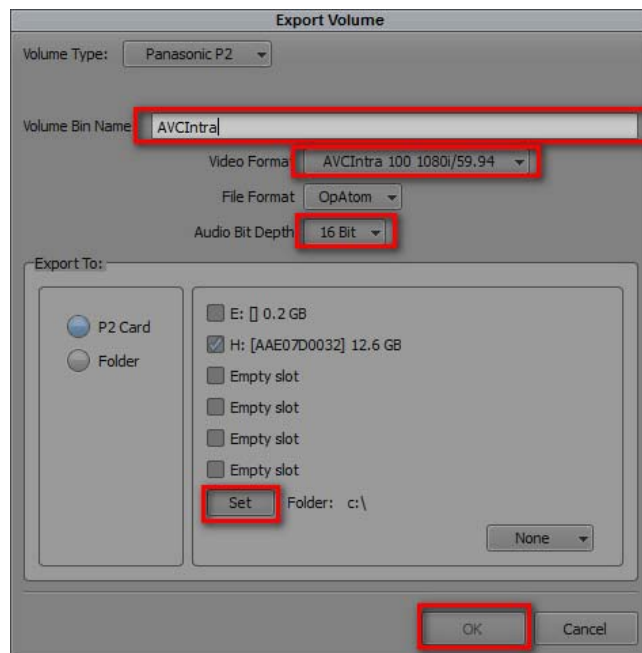 Export Volume
Volume Type: Panasonic P2
Volume Bin Name AVCIntra
Video Format AVCIntra 100 1080i/59.94
File Format OpAtom
Audio Bit Depth 16 Bit
Export To:
P2 Card
Folder
E: [] 0.2 GB
H: [AAE07D0032] 12.6 GB
Empty slot
Empty slot
Empty slot
Empty slot
Set Folder: c:\
None
OK Cancel